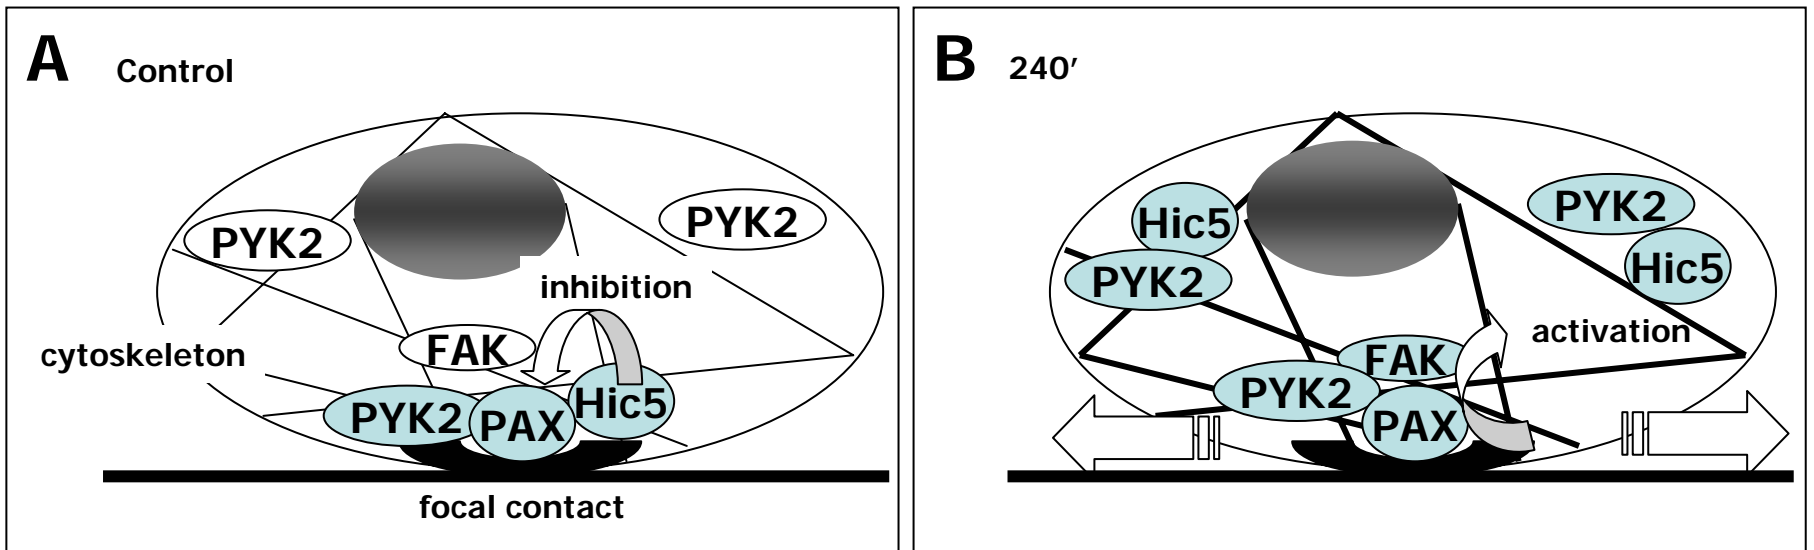 A Control
PYK2
PYK2
inhibition
cytoskeleton
FAK
PYK2
PAX
Hic5
focal contact
B 240′
Hic5
PYK2
PYK2
Hic5
activation
FAK
PYK2
PAX